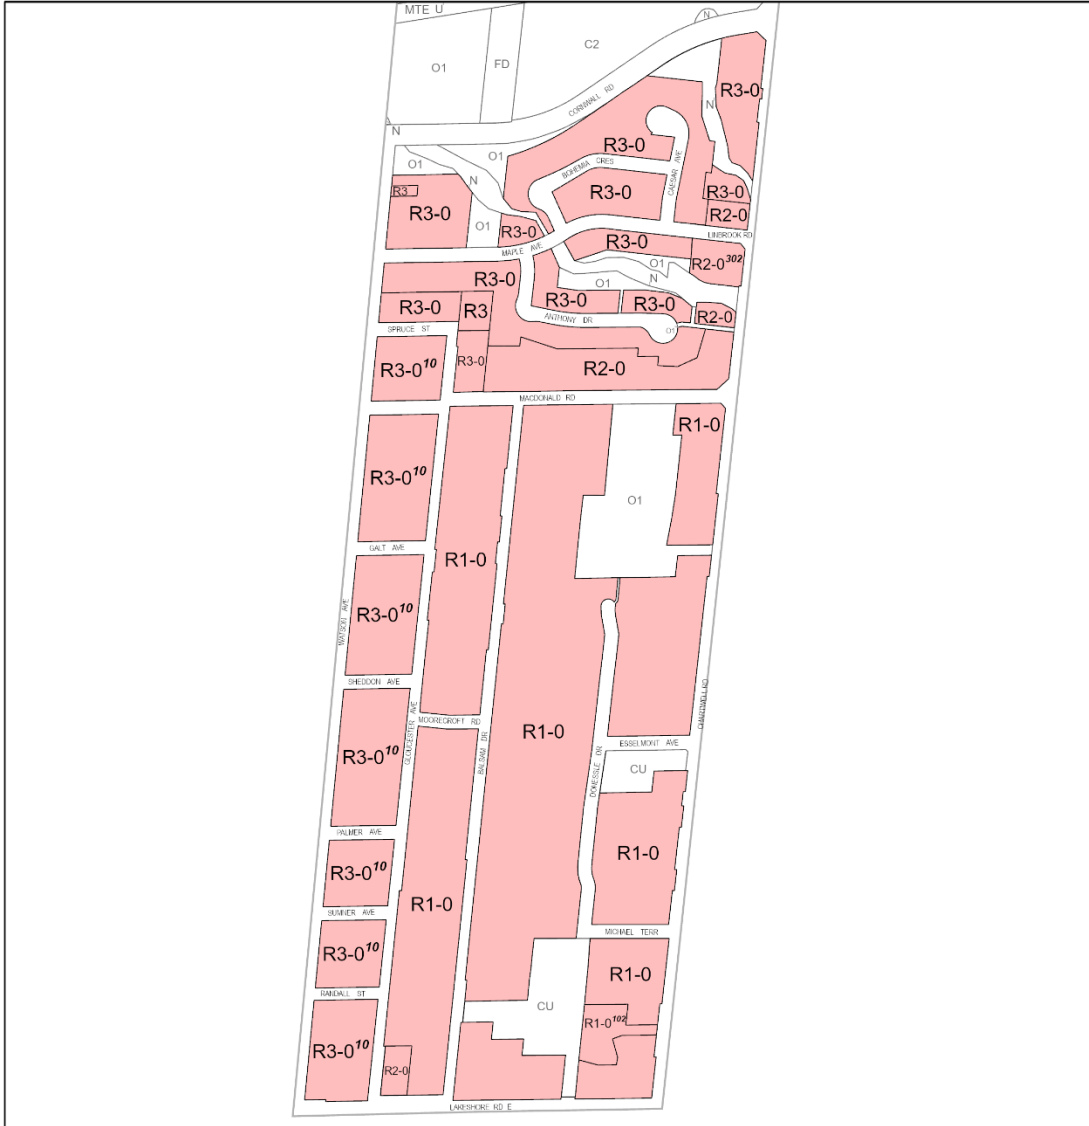 MTE U
N
C2
O1
FD
CORNWALL RD
R3-0
N
N
O1
O1
R3-0
BOHEMIA CRES
CAESAR AVE
N
R3
R3-0
R3-0
R3-0
R2-0
O1
R3-0
LINBROOK RD
MAPLE AVE
R3-0
O1
R2-0³⁰²
R3-0
O1
N
R3-0
R3-0
R3-0
R3
R2-0
ANTHONY DR
SPRUCE ST
O1
R3-0¹⁰
R3-0
R2-0
MACDONALD RD
R1-0
R3-0¹⁰
O1
GALT AVE
R1-0
WATSON AVE
R3-0¹⁰
SHEDDON AVE
CHARTWELL RD
GLOUCESTER AVE
MOORECROFT RD
R1-0
BALSAM DR
ESSELMONT AVE
R3-0¹⁰
DONESSLE DR
CU
PALMER AVE
R1-0
R3-0¹⁰
R1-0
SUMNER AVE
MICHAEL TERR
R3-0¹⁰
R1-0
RANDALL ST
CU
R1-0¹⁰²
R3-0¹⁰
R2-0
LAKESHORE RD E